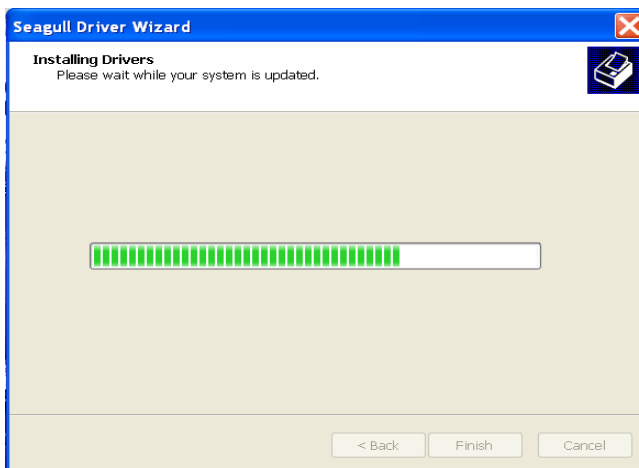 Seagull Driver Wizard
Installing Drivers
Please wait while your system is updated.
< Back Finish Cancel